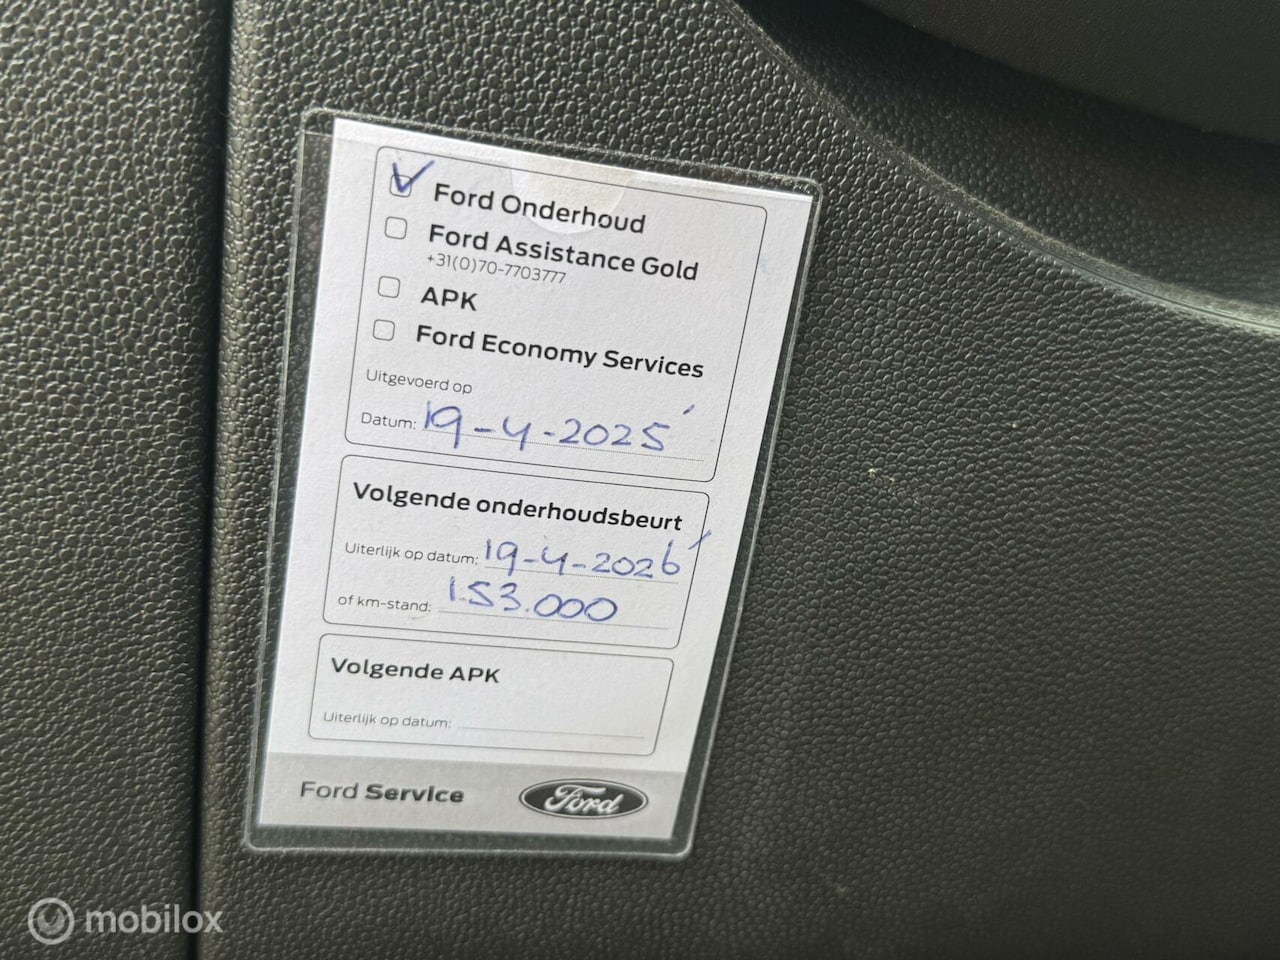 Ford Onderhoud
Ford Assistance Gold
+31(0)70-7703777
APK
Ford Economy Services
Uitgevoerd op
Datum: 19-4-2025
Volgende onderhoudsbeurt
Uiterlijk op datum: 19-4-2026
of km-stand: 153.000
Volgende APK
Uiterlijk op datum:
Ford Service
Ford
mobilox